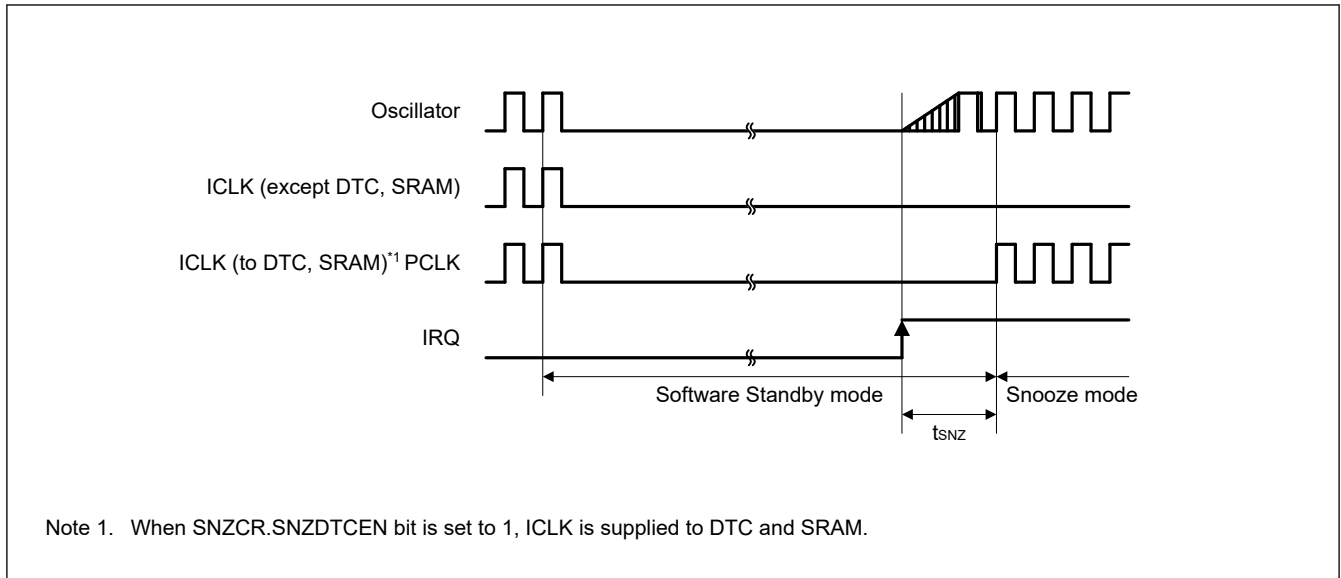 Oscillator
ICLK (except DTC, SRAM)
ICLK (to DTC, SRAM)*1 PCLK
IRQ
Software Standby mode
Snooze mode
tSNZ
Note 1. When SNZCR.SNZDTCEN bit is set to 1, ICLK is supplied to DTC and SRAM.